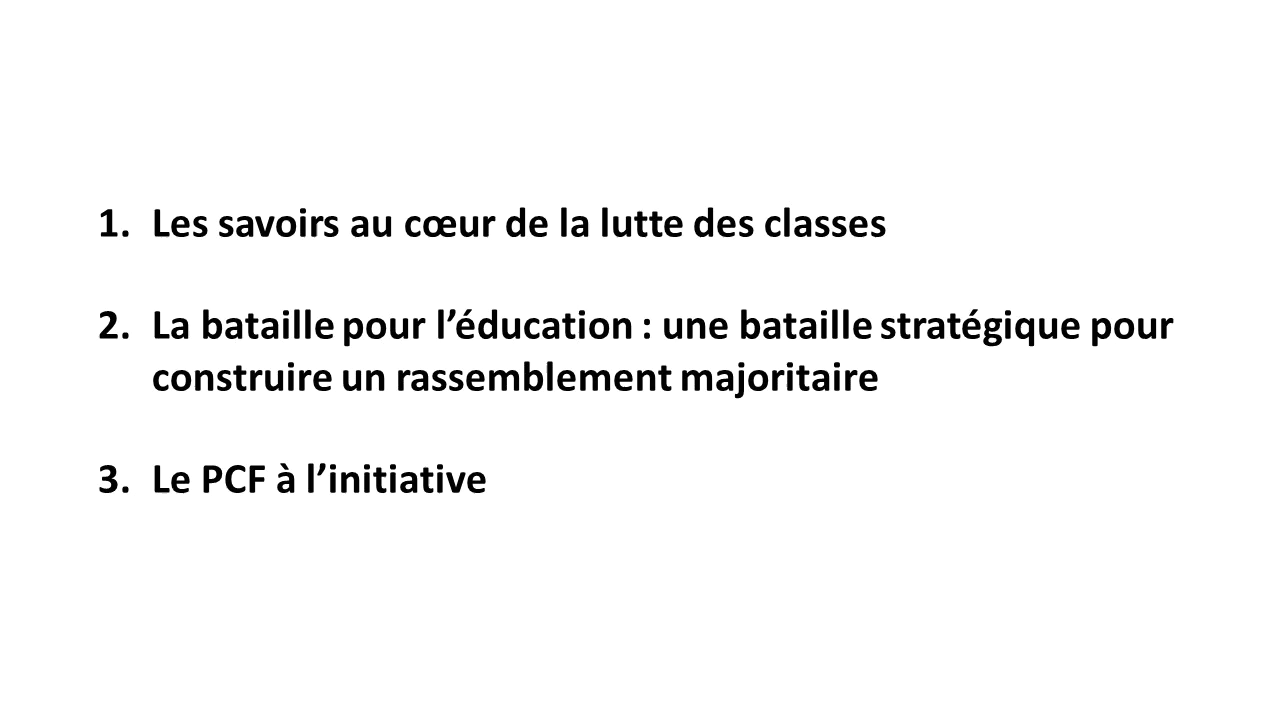 1. Les savoirs au cœur de la lutte des classes
2. La bataille pour l’éducation : une bataille stratégique pour
construire un rassemblement majoritaire
3. Le PCF à l’initiative